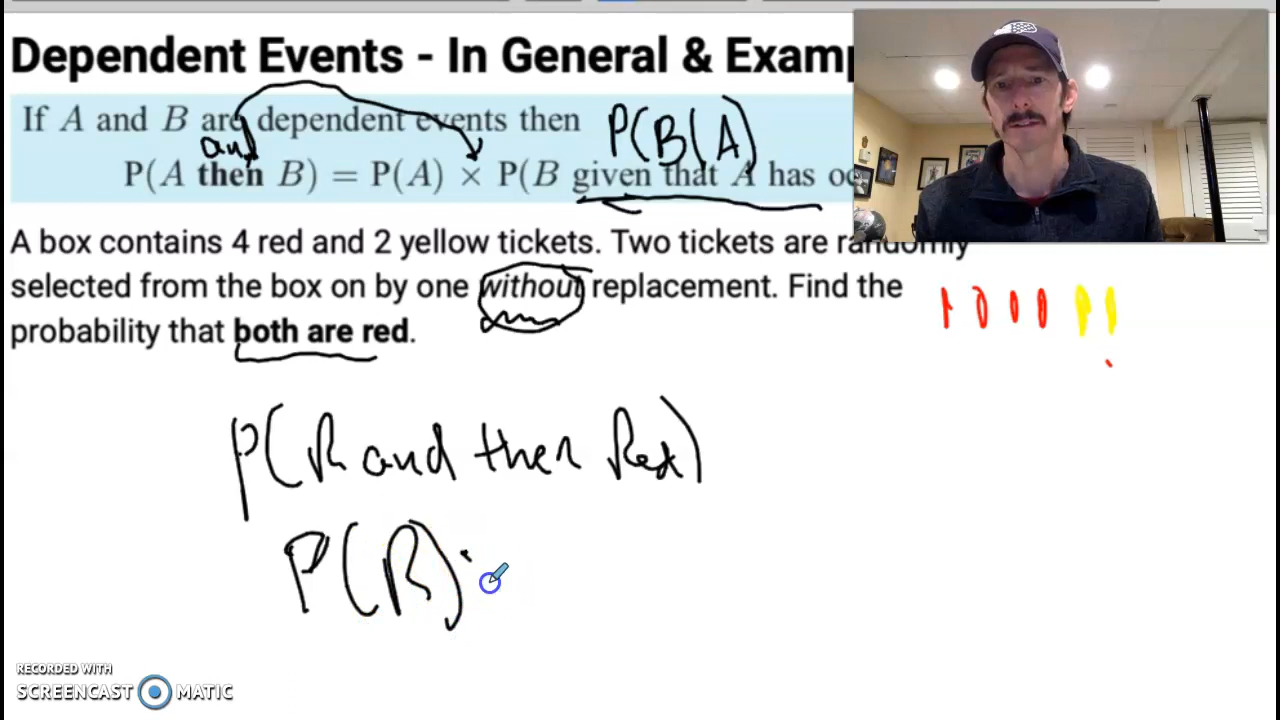 Dependent Events - In General & Examp
If A and B are dependent events then P(B|A)
and
P(A then B) = P(A) × P(B given that A has oc
A box contains 4 red and 2 yellow tickets. Two tickets are randomly
selected from the box on by one without replacement. Find the
probability that both are red.
P(R and then Red)
P(R) ·
RECORDED WITH
SCREENCAST MATIC